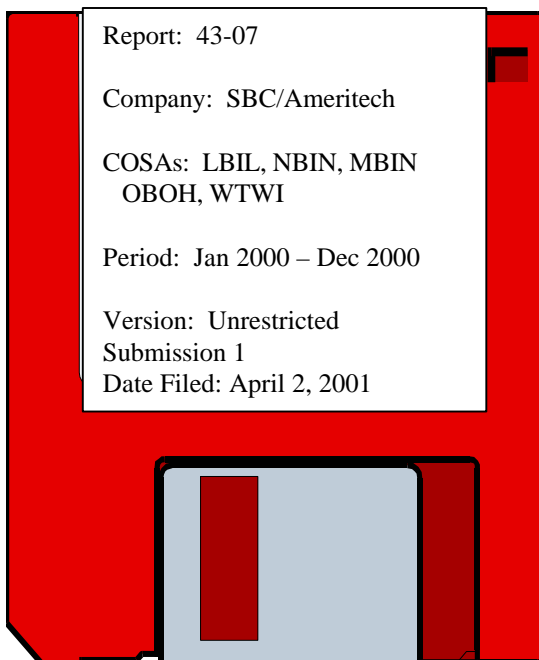 Report: 43-07
Company: SBC/Ameritech
COSAs: LBIL, NBIN, MBIN
OBOH, WTWI
Period: Jan 2000 – Dec 2000
Version: Unrestricted
Submission 1
Date Filed: April 2, 2001